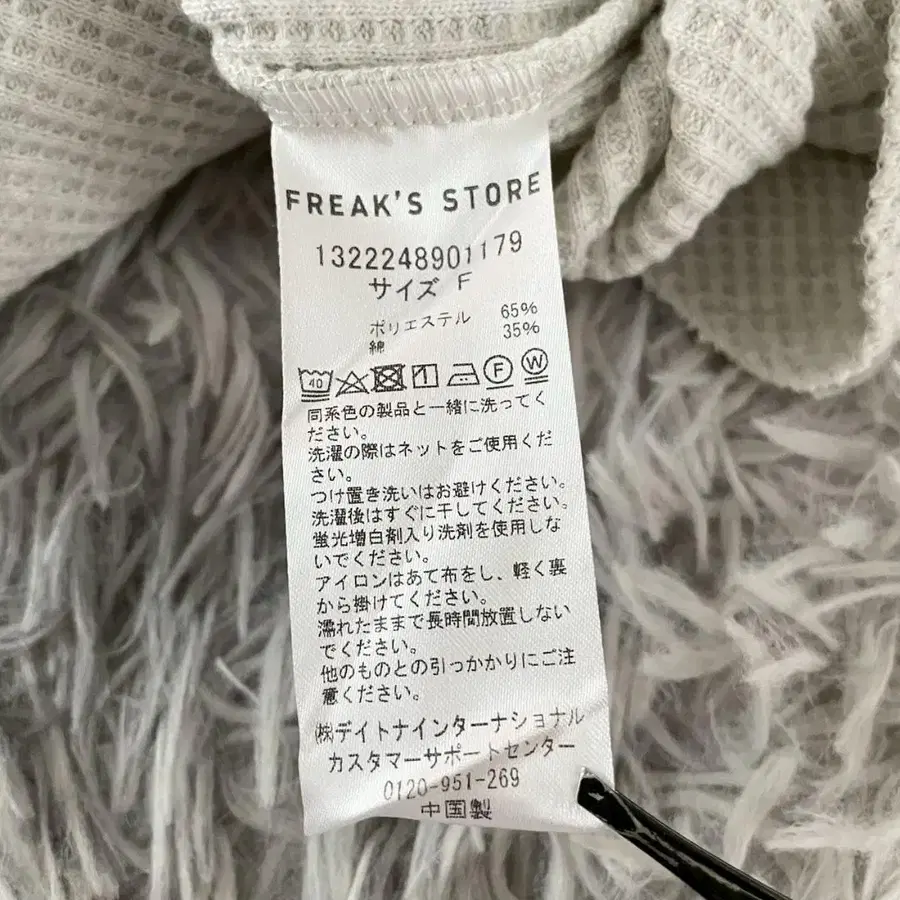 FREAK'S STORE
1322248901179
サイズ F
ポリエステル 65%
綿 35%
40 F W
同系色の製品と一緒に洗ってく
ださい。
洗濯の際はネットをご使用くだ
さい。
つけ置き洗いはお避けください。
洗濯後はすぐに干してください。
蛍光増白剤入り洗剤を使用しな
いでください。
アイロンはあて布をし、軽く裏
から掛けてください。
濡れたままで長時間放置しない
でください。
他のものとの引っかかりにご注
意ください。
㈱デイトナインターナショナル
カスタマーサポートセンター
0120-951-269
中国製